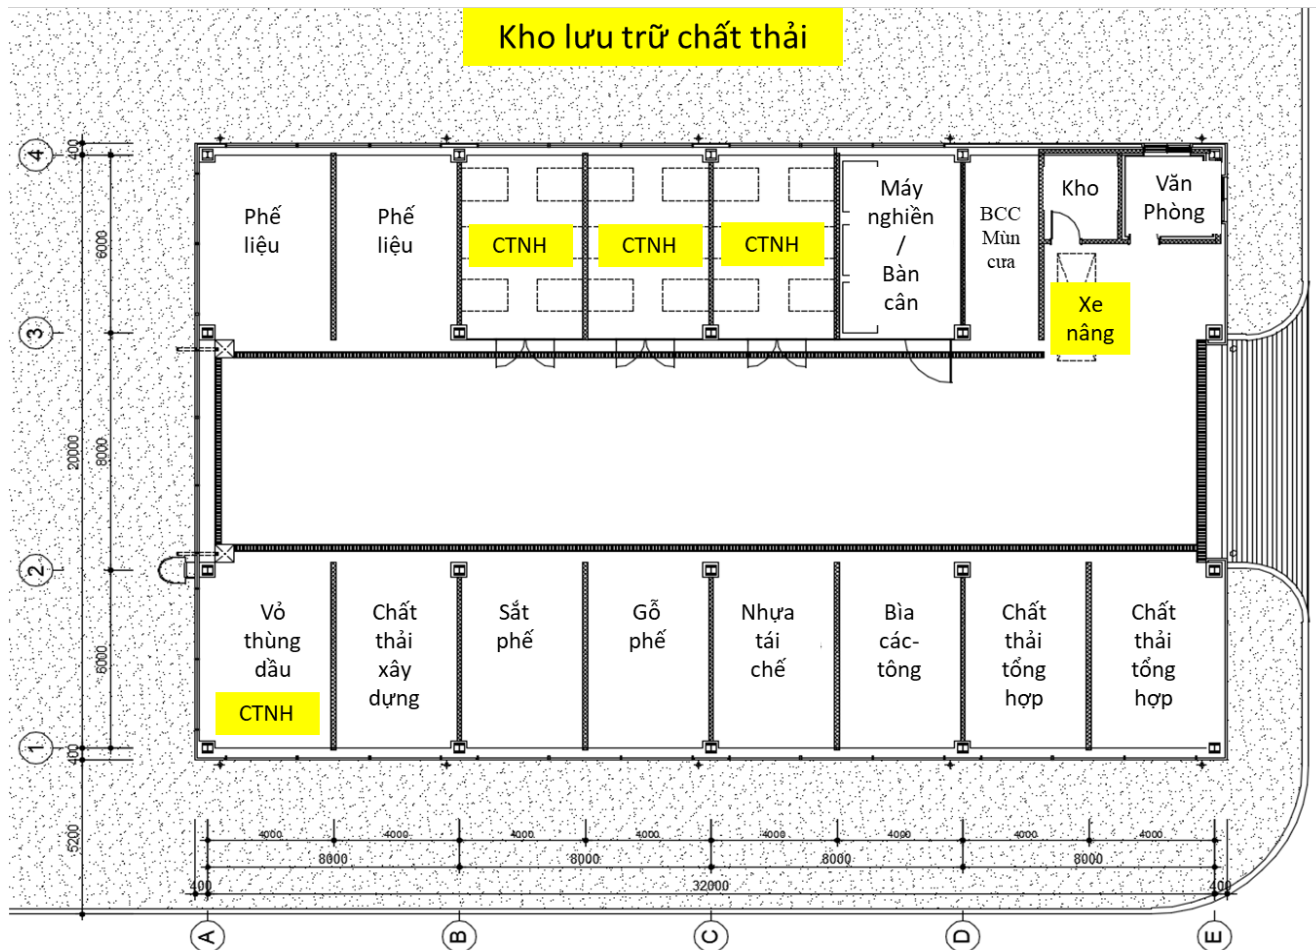 Kho lưu trữ chất thải
4
3
2
1
400
6000
8000
20000
6000
400
5200
Phế
liệu
Phế
liệu
CTNH
CTNH
CTNH
Máy
nghiền
/
Bàn
cân
BCC
Mùn
cưa
Kho
Văn
Phòng
Xe
nâng
Vỏ
thùng
dầu
CTNH
Chất
thải
xây
dựng
Sắt
phế
Gỗ
phế
Nhựa
tái
chế
Bìa
các-
tông
Chất
thải
tổng
hợp
Chất
thải
tổng
hợp
4000 4000 4000 4000 4000 4000 4000 4000
8000 8000 8000 8000
400 32000 400
A B C D E